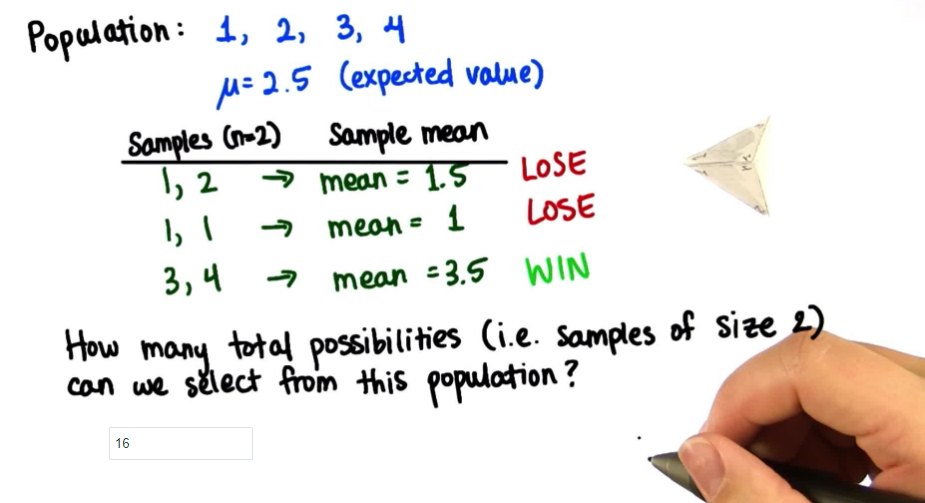 Population: 1, 2, 3, 4
μ= 2.5 (expected value)
Samples (n=2) Sample mean
1, 2 → mean = 1.5 LOSE
1, 1 → mean = 1 LOSE
3, 4 → mean = 3.5 WIN
How many total possibilities (i.e. samples of size 2)
can we select from this population?
16